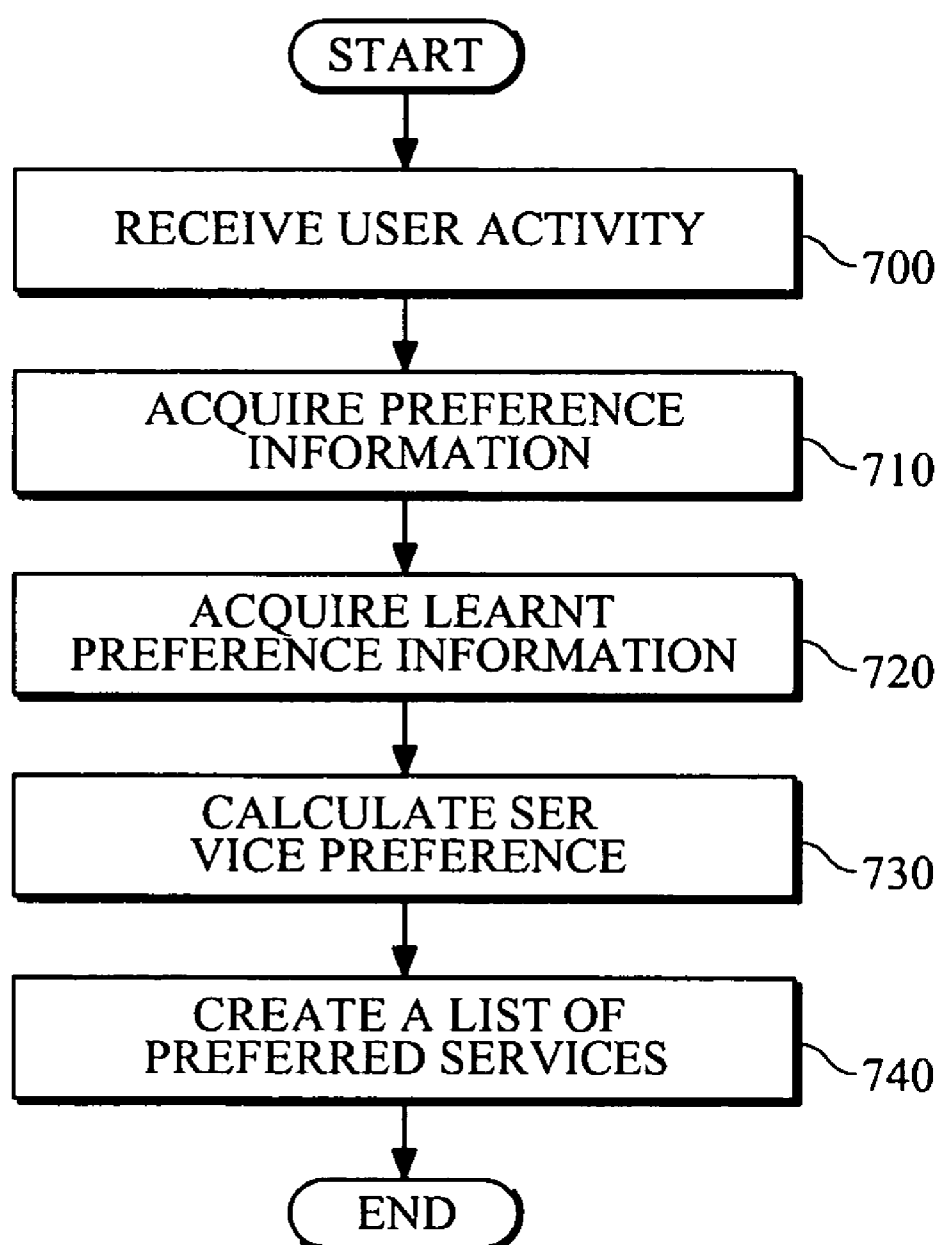 START
RECEIVE USER ACTIVITY
700
ACQUIRE PREFERENCE
INFORMATION
710
ACQUIRE LEARNT
PREFERENCE INFORMATION
720
CALCULATE SER
VICE PREFERENCE
730
CREATE A LIST OF
PREFERRED SERVICES
740
END